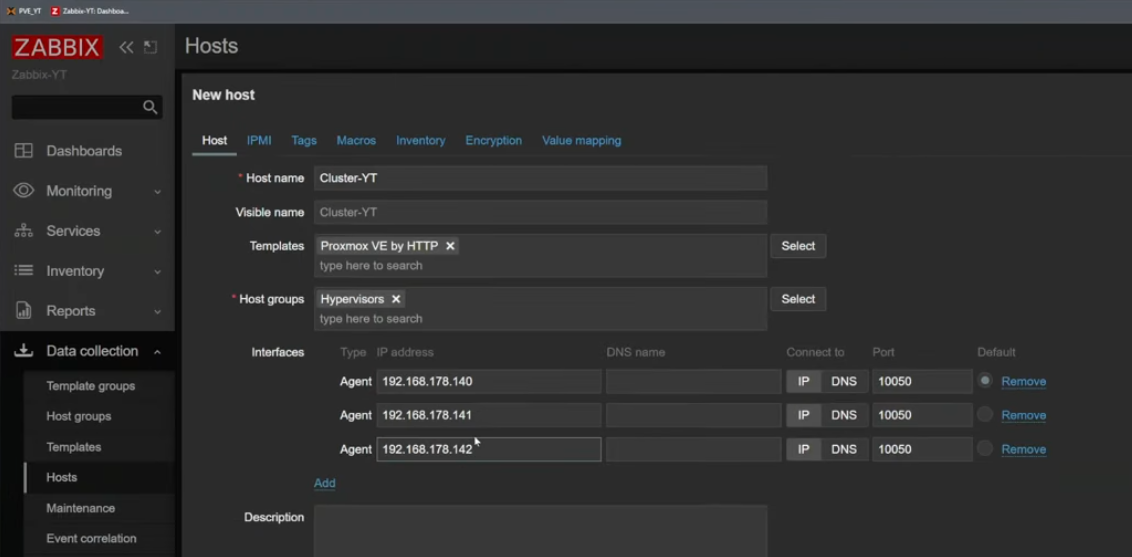 PVE_YT Zabbix-YT: Dashboa...
ZABBIX
Zabbix-YT
Dashboards
Monitoring
Services
Inventory
Reports
Data collection
Template groups
Host groups
Templates
Hosts
Maintenance
Event correlation
Hosts
New host
Host IPMI Tags Macros Inventory Encryption Value mapping
* Host name Cluster-YT
Visible name Cluster-YT
Templates Proxmox VE by HTTP Select
type here to search
* Host groups Hypervisors Select
type here to search
Interfaces Type IP address DNS name Connect to Port Default
Agent 192.168.178.140 IP DNS 10050 Remove
Agent 192.168.178.141 IP DNS 10050 Remove
Agent 192.168.178.142 IP DNS 10050 Remove
Add
Description